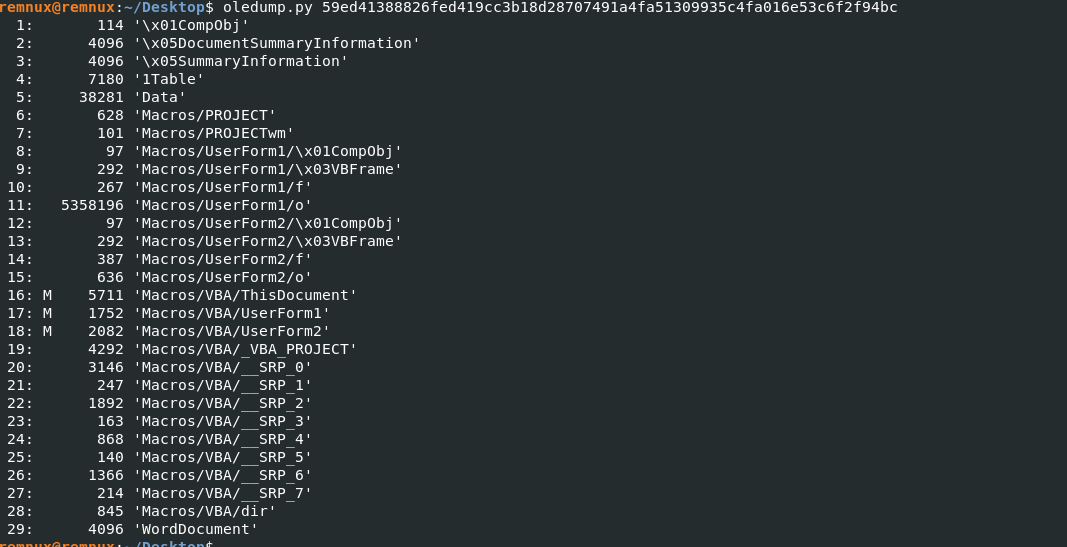 remnux@remnux:~/Desktop$ oledump.py 59ed41388826fed419cc3b18d28707491a4fa51309935c4fa016e53c6f2f94bc
1: 114 '\x01CompObj'
2: 4096 '\x05DocumentSummaryInformation'
3: 4096 '\x05SummaryInformation'
4: 7180 '1Table'
5: 38281 'Data'
6: 628 'Macros/PROJECT'
7: 101 'Macros/PROJECTwm'
8: 97 'Macros/UserForm1/\x01CompObj'
9: 292 'Macros/UserForm1/\x03VBFrame'
10: 267 'Macros/UserForm1/f'
11: 5358196 'Macros/UserForm1/o'
12: 97 'Macros/UserForm2/\x01CompObj'
13: 292 'Macros/UserForm2/\x03VBFrame'
14: 387 'Macros/UserForm2/f'
15: 636 'Macros/UserForm2/o'
16: M 5711 'Macros/VBA/ThisDocument'
17: M 1752 'Macros/VBA/UserForm1'
18: M 2082 'Macros/VBA/UserForm2'
19: 4292 'Macros/VBA/_VBA_PROJECT'
20: 3146 'Macros/VBA/__SRP_0'
21: 247 'Macros/VBA/__SRP_1'
22: 1892 'Macros/VBA/__SRP_2'
23: 163 'Macros/VBA/__SRP_3'
24: 868 'Macros/VBA/__SRP_4'
25: 140 'Macros/VBA/__SRP_5'
26: 1366 'Macros/VBA/__SRP_6'
27: 214 'Macros/VBA/__SRP_7'
28: 845 'Macros/VBA/dir'
29: 4096 'WordDocument'
remnux@remnux:~/Desktop$